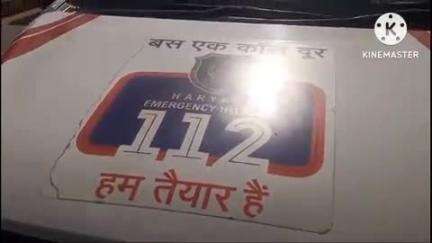 बस एक कॉल दूर
KINEMASTER
EMERGENCY
112
हम तैयार हैं